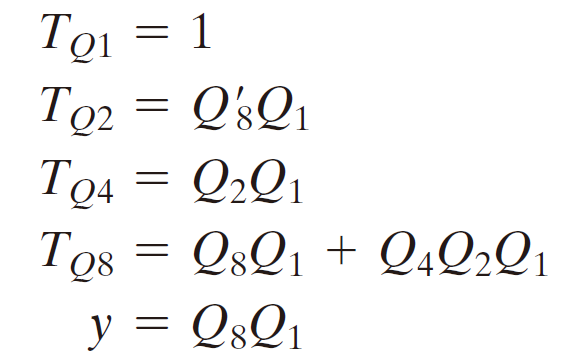 T_{Q1} = 1
T_{Q2} = Q'_8Q_1
T_{Q4} = Q_2Q_1
T_{Q8} = Q_8Q_1 + Q_4Q_2Q_1
y = Q_8Q_1